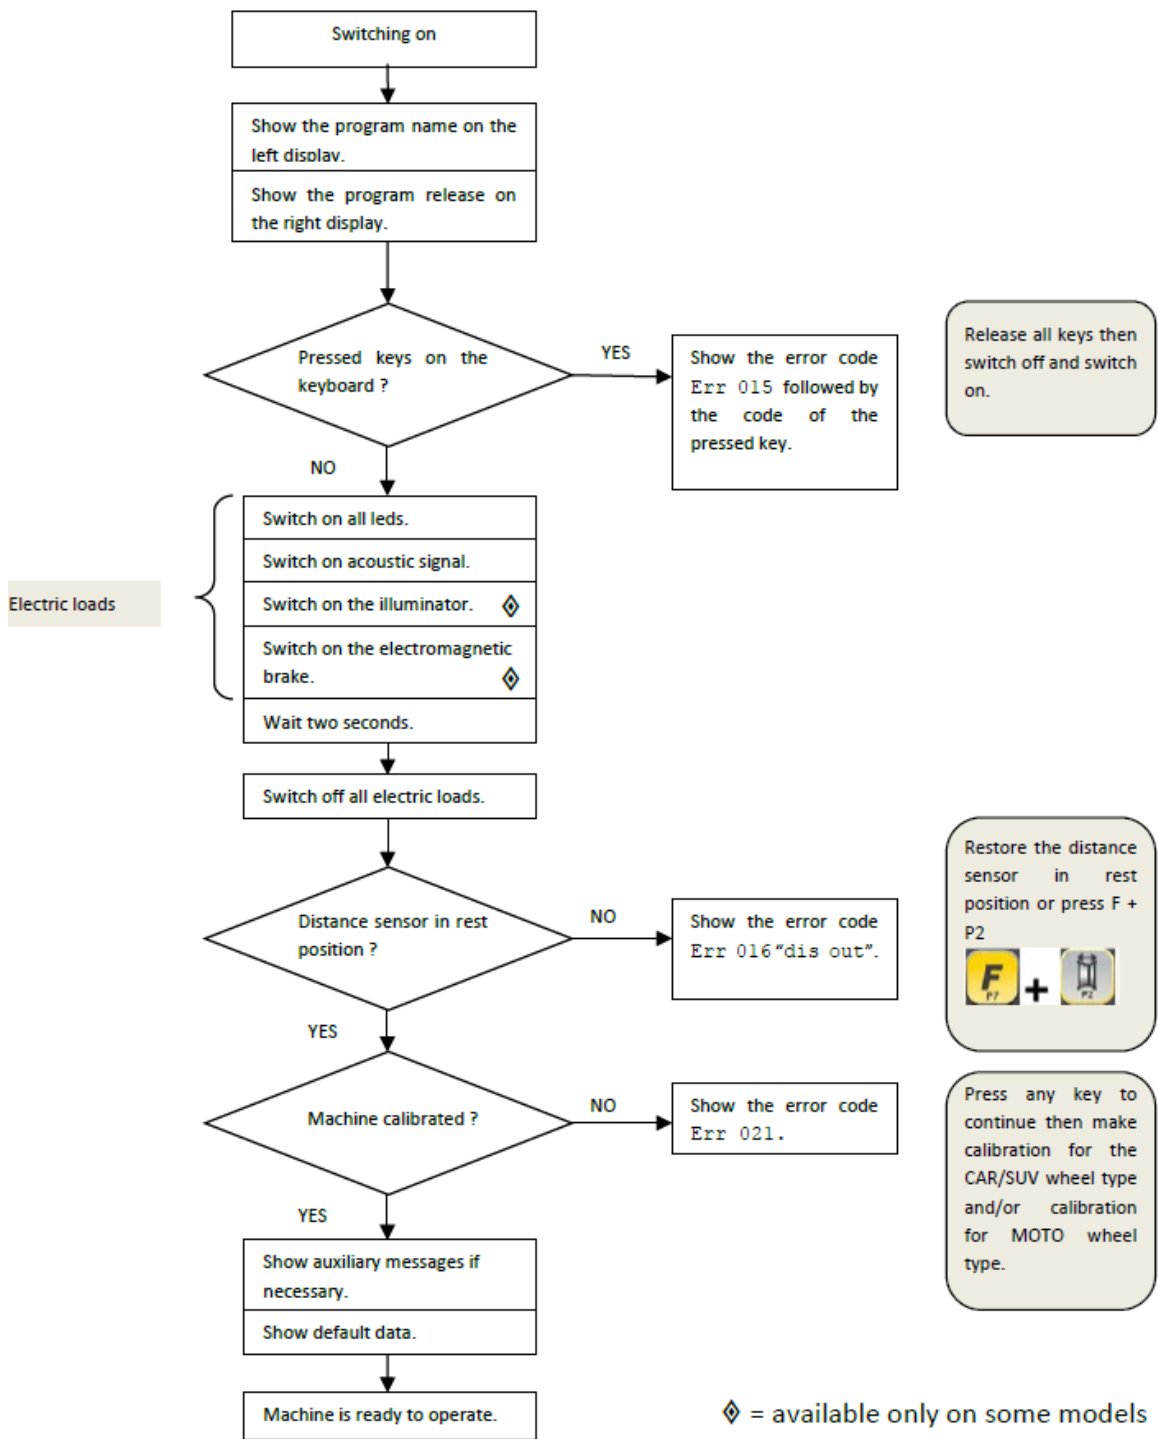 Switching on
Show the program name on the
left display.
Show the program release on
the right display.
Pressed keys on the
keyboard ?
YES
Show the error code
Err 015 followed by
the code of the
pressed key.
Release all keys then
switch off and switch
on.
NO
Electric loads
Switch on all leds.
Switch on acoustic signal.
Switch on the illuminator.
Switch on the electromagnetic
brake.
Wait two seconds.
Switch off all electric loads.
Distance sensor in rest
position ?
NO
Show the error code
Err 016 “dis out”.
Restore the distance
sensor in rest
position or press F +
P2
F
P7
+
P2
YES
Machine calibrated ?
NO
Show the error code
Err 021.
Press any key to
continue then make
calibration for the
CAR/SUV wheel type
and/or calibration
for MOTO wheel
type.
YES
Show auxiliary messages if
necessary.
Show default data.
Machine is ready to operate.
= available only on some models